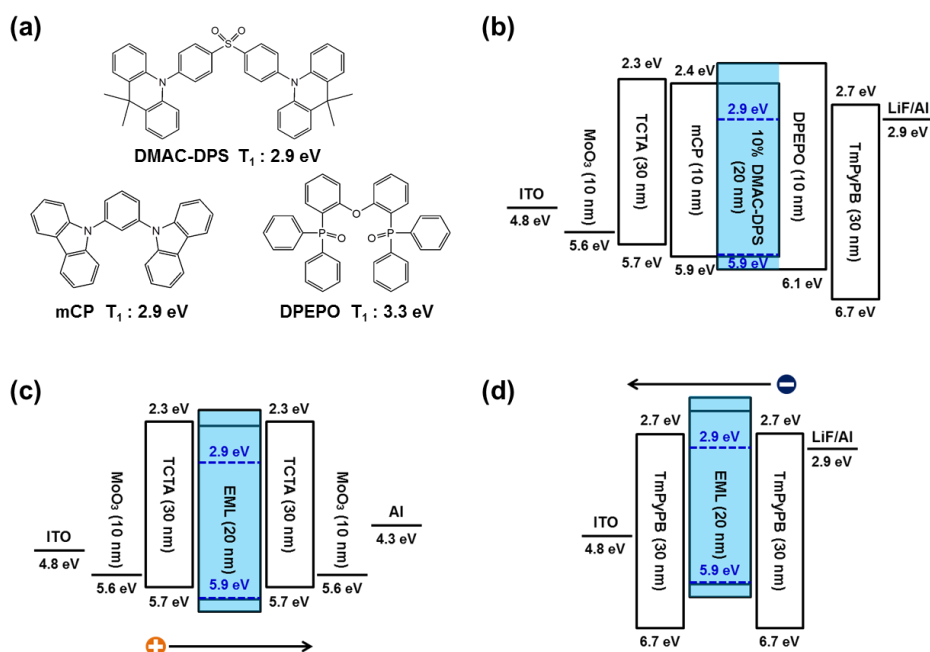 (a)
O O
S
N N
DMAC-DPS T₁ : 2.9 eV
N N
mCP T₁ : 2.9 eV
O
P O O P
DPEPO T₁ : 3.3 eV
(b)
ITO
4.8 eV
MoO₃ (10 nm)
5.6 eV
2.3 eV
TCTA (30 nm)
5.7 eV
2.4 eV
mCP (10 nm)
5.9 eV
2.9 eV
10% DMAC-DPS
(20 nm)
5.9 eV
DPEPO (10 nm)
6.1 eV
2.7 eV
TmPyPB (30 nm)
6.7 eV
LiF/Al
2.9 eV
(c)
ITO
4.8 eV
MoO₃ (10 nm)
5.6 eV
2.3 eV
TCTA (30 nm)
5.7 eV
2.9 eV
EML (20 nm)
5.9 eV
2.3 eV
TCTA (30 nm)
5.7 eV
MoO₃ (10 nm)
5.6 eV
Al
4.3 eV
+
(d)
−
ITO
4.8 eV
2.7 eV
TmPyPB (30 nm)
6.7 eV
2.9 eV
EML (20 nm)
5.9 eV
2.7 eV
TmPyPB (30 nm)
6.7 eV
LiF/Al
2.9 eV